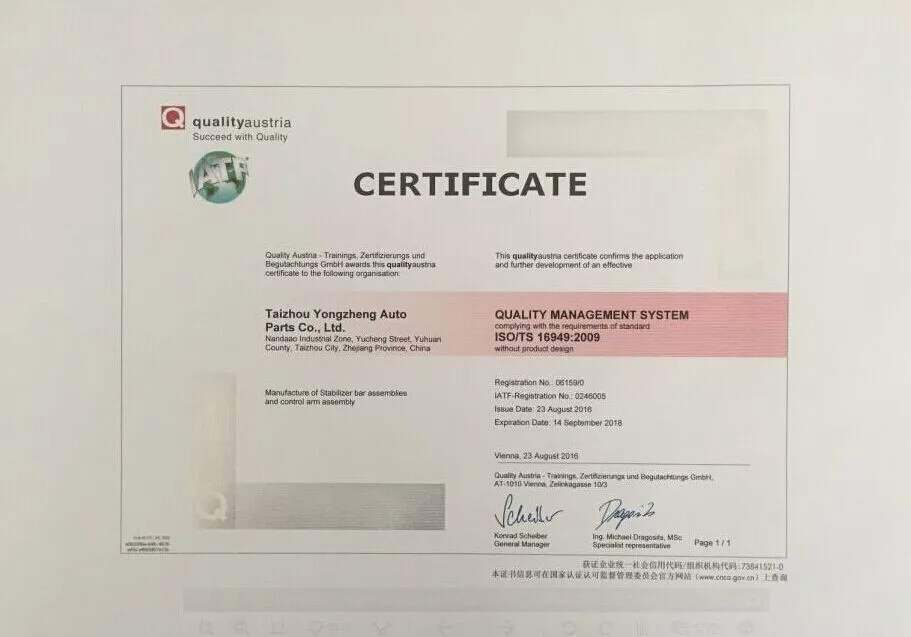 qualityaustria
Succeed with Quality
IATF
CERTIFICATE
Quality Austria - Trainings, Zertifizierungs und
Begutachtungs GmbH awards this qualityaustria
certificate to the following organisation:
This qualityaustria certificate confirms the application
and further development of an effective
Taizhou Yongzheng Auto
Parts Co., Ltd.
Nandaao Industrial Zone, Yucheng Street, Yuhuan
County, Taizhou City, Zhejiang Province, China
QUALITY MANAGEMENT SYSTEM
complying with the requirements of standard
ISO/TS 16949:2009
without product design
Manufacture of Stabilizer bar assemblies
and control arm assembly
Registration No.: 06159/0
IATF-Registration No.: 0246005
Issue Date: 23 August 2016
Expiration Date: 14 September 2018
Vienna, 23 August 2016
Quality Austria - Trainings, Zertifizierungs und Begutachtungs GmbH,
AT-1010 Vienna, Zelinkagasse 10/3
Konrad Scheiber
General Manager
Ing. Michael Dragosits, MSc
Specialist representative
Page 1 / 1
获证企业统一社会信用代码/组织机构代码:73841521-0
本证书信息可在国家认证认可监督管理委员会官方网站(www.cnca.gov.cn)上查询